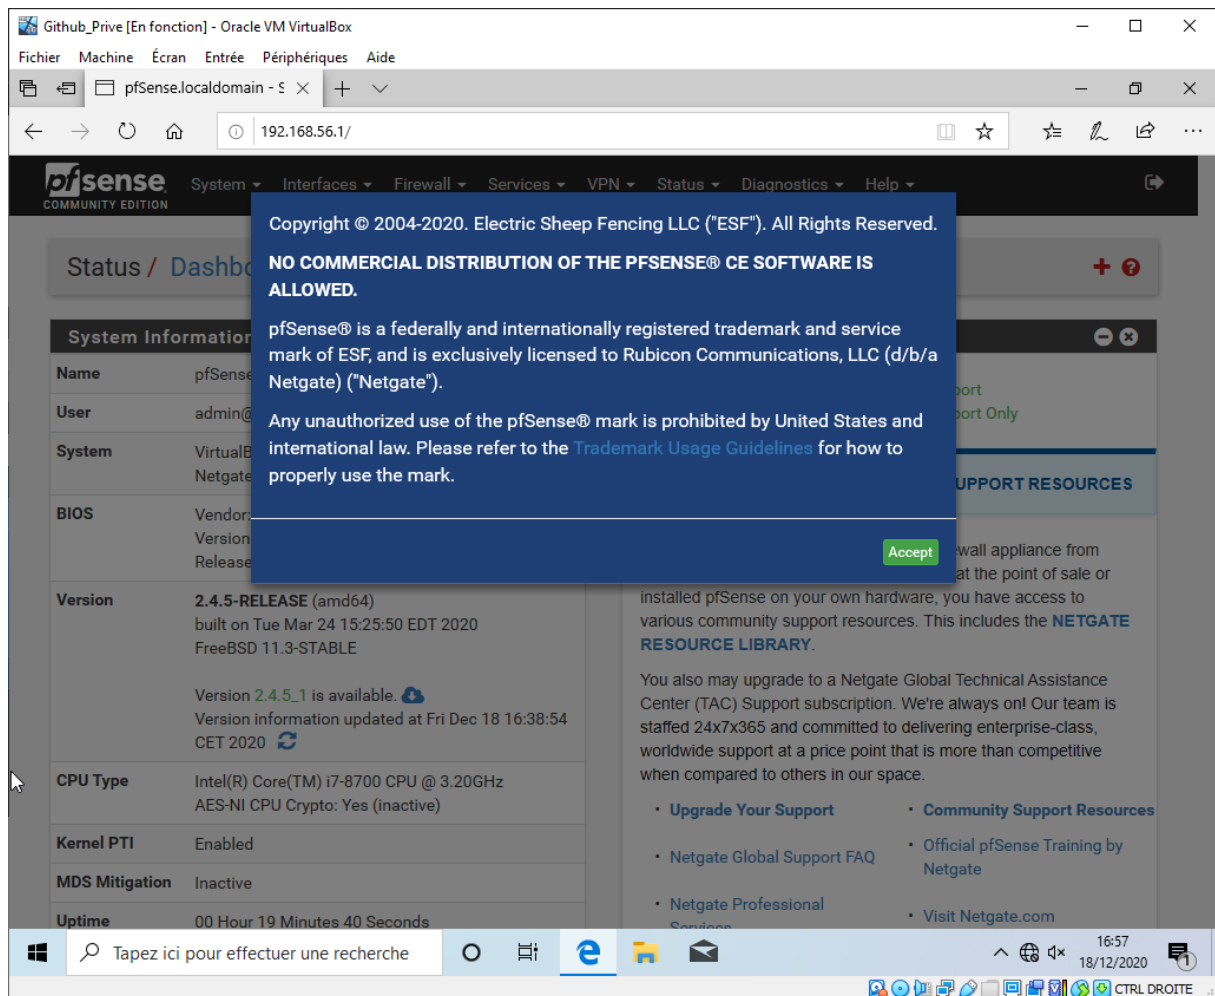 Github_Prive [En fonction] - Oracle VM VirtualBox
Fichier Machine Écran Entrée Périphériques Aide
pfSense.localdomain - S
192.168.56.1/
pfsense System Interfaces Firewall Services VPN Status Diagnostics Help
COMMUNITY EDITION
Copyright © 2004-2020. Electric Sheep Fencing LLC ("ESF"). All Rights Reserved.
NO COMMERCIAL DISTRIBUTION OF THE PFSENSE® CE SOFTWARE IS
ALLOWED.
pfSense® is a federally and internationally registered trademark and service
mark of ESF, and is exclusively licensed to Rubicon Communications, LLC (d/b/a
Netgate) ("Netgate").
Any unauthorized use of the pfSense® mark is prohibited by United States and
international law. Please refer to the Trademark Usage Guidelines for how to
properly use the mark.
Accept
Status / Dashbo
System Information
Name pfSense
User admin@
System VirtualB
Netgate
BIOS Vendor:
Version
Release
Version 2.4.5-RELEASE (amd64)
built on Tue Mar 24 15:25:50 EDT 2020
FreeBSD 11.3-STABLE
Version 2.4.5_1 is available.
Version information updated at Fri Dec 18 16:38:54
CET 2020
CPU Type Intel(R) Core(TM) i7-8700 CPU @ 3.20GHz
AES-NI CPU Crypto: Yes (inactive)
Kernel PTI Enabled
MDS Mitigation Inactive
Uptime 00 Hour 19 Minutes 40 Seconds
port
port Only
UPPORT RESOURCES
wall appliance from
at the point of sale or
installed pfSense on your own hardware, you have access to
various community support resources. This includes the NETGATE
RESOURCE LIBRARY.
You also may upgrade to a Netgate Global Technical Assistance
Center (TAC) Support subscription. We're always on! Our team is
staffed 24x7x365 and committed to delivering enterprise-class,
worldwide support at a price point that is more than competitive
when compared to others in our space.
• Upgrade Your Support
• Netgate Global Support FAQ
• Netgate Professional
Services
• Community Support Resources
• Official pfSense Training by
Netgate
• Visit Netgate.com
Tapez ici pour effectuer une recherche
16:57
18/12/2020
1
CTRL DROITE